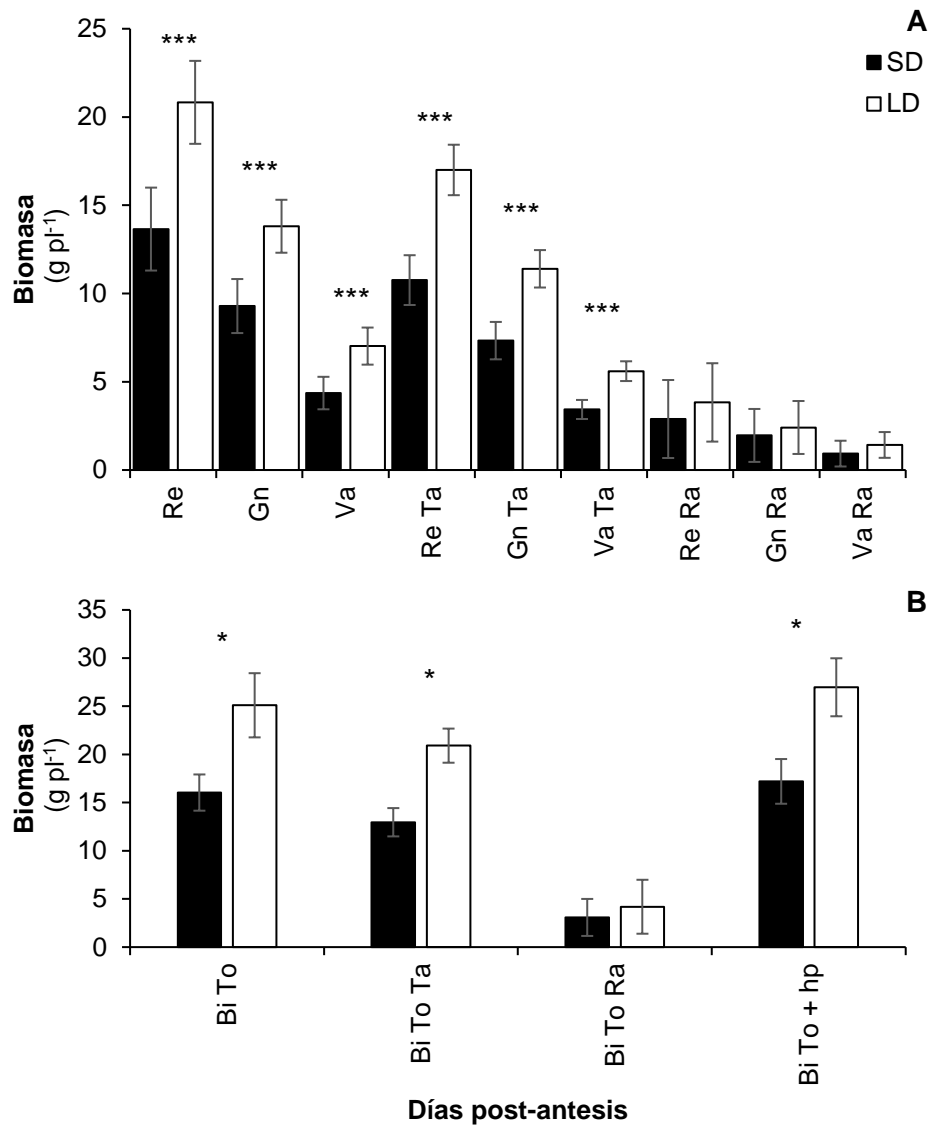 A
SD
LD
Biomasa
(g pl-1)
25
20
15
10
5
0
***
***
***
***
***
***
Re
Gn
Va
Re Ta
Gn Ta
Va Ta
Re Ra
Gn Ra
Va Ra
B
Biomasa
(g pl-1)
35
30
25
20
15
10
5
0
*
*
*
Bi To
Bi To Ta
Bi To Ra
Bi To + hp
Días post-antesis